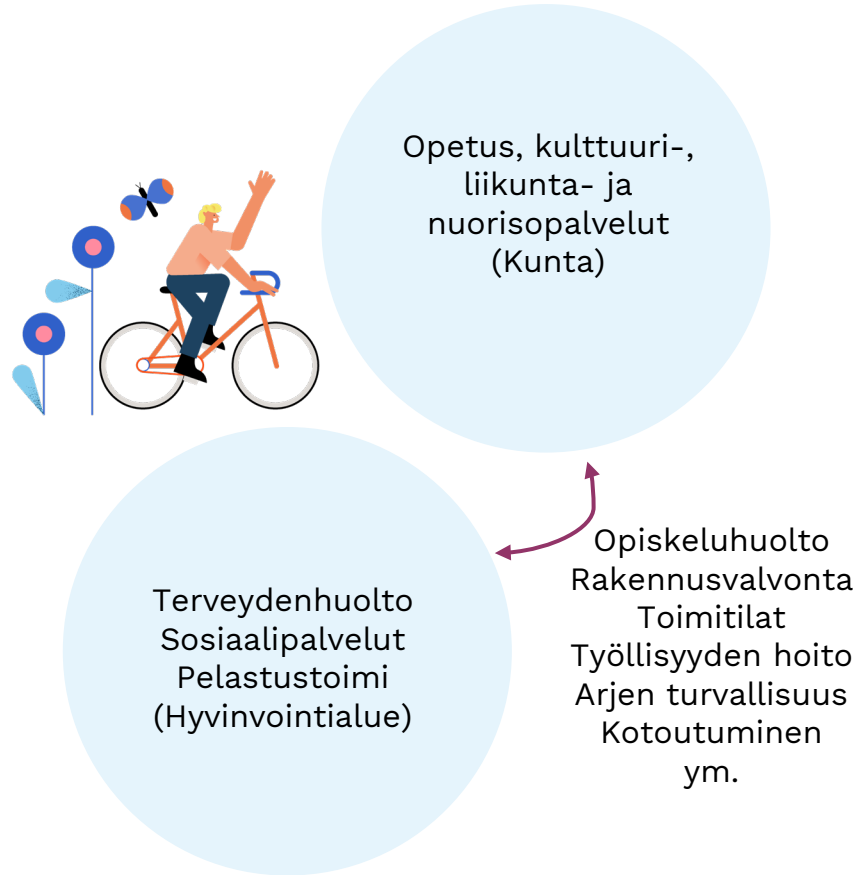 Opetus, kulttuuri-,
liikunta- ja
nuorisopalvelut
(Kunta)
Terveydenhuolto
Sosiaalipalvelut
Pelastustoimi
(Hyvinvointialue)
Opiskeluhuolto
Rakennusvalvonta
Toimitilat
Työllisyyden hoito
Arjen turvallisuus
Kotoutuminen
ym.